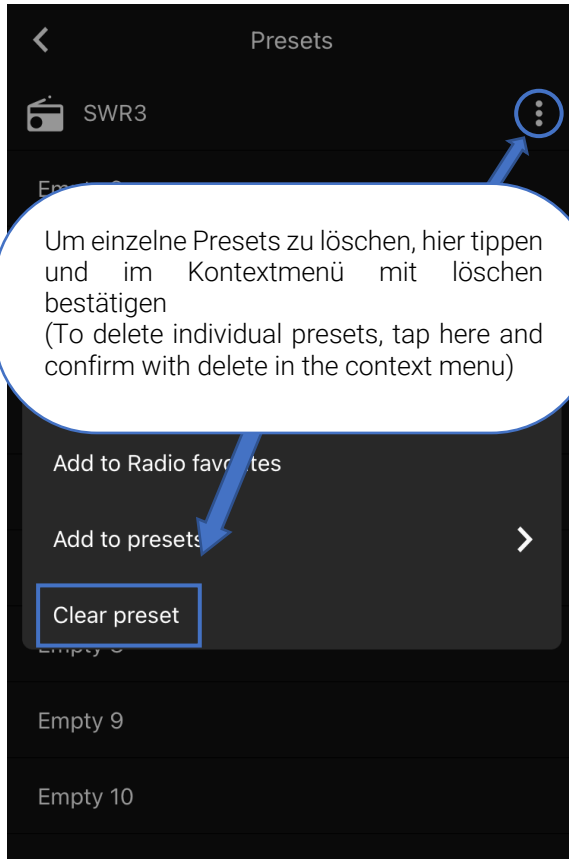 Presets
SWR3
Um einzelne Presets zu löschen, hier tippen
und im Kontextmenü mit löschen
bestätigen
(To delete individual presets, tap here and
confirm with delete in the context menu)
Add to Radio favorites
Add to presets
Clear preset
Empty 9
Empty 10